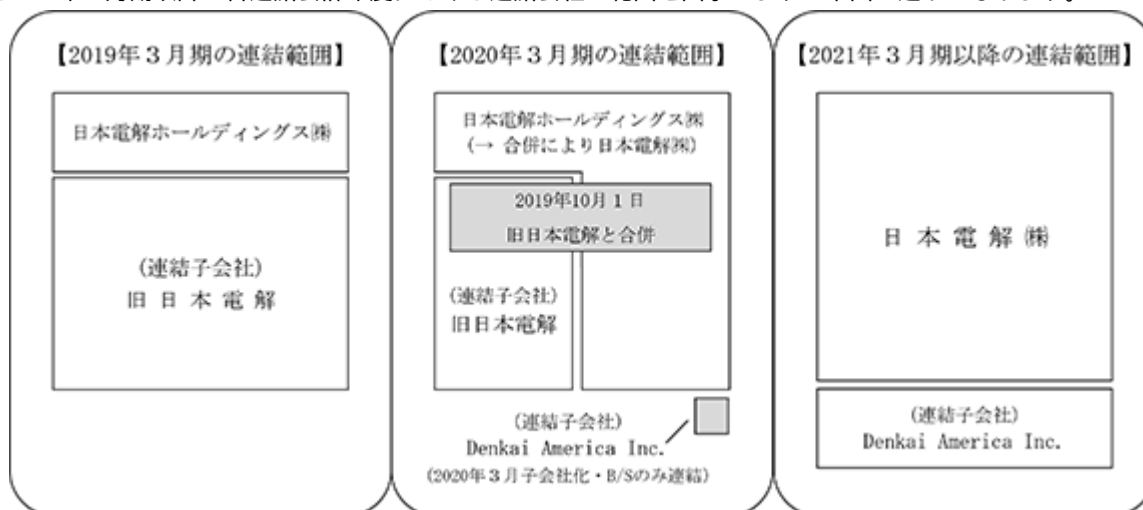 【2019年3月期の連結範囲】
日本電解ホールディングス㈱
(連結子会社)
旧日本電解
【2020年3月期の連結範囲】
日本電解ホールディングス㈱
(→ 合併により日本電解㈱)
2019年10月1日
旧日本電解と合併
(連結子会社)
旧日本電解
(連結子会社)
Denkai America Inc.
(2020年3月子会社化・B/Sのみ連結)
【2021年3月期以降の連結範囲】
日本電解㈱
(連結子会社)
Denkai America Inc.